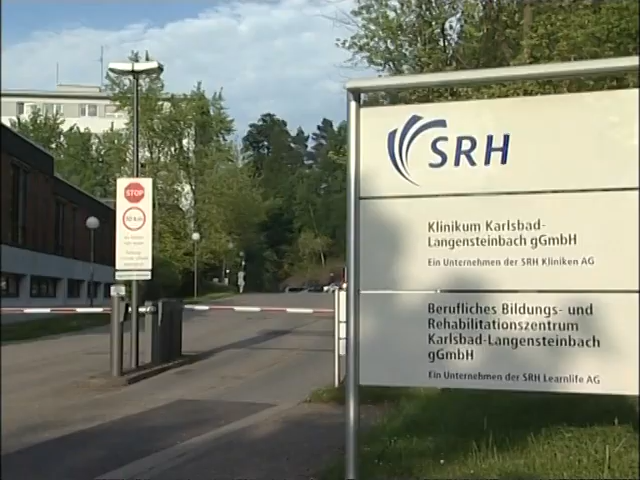 STOP
SRH
Klinikum Karlsbad-
Langensteinbach gGmbH
Ein Unternehmen der SRH Kliniken AG
Berufliches Bildungs- und
Rehabilitationszentrum
Karlsbad-Langensteinbach
gGmbH
Ein Unternehmen der SRH Learnlife AG